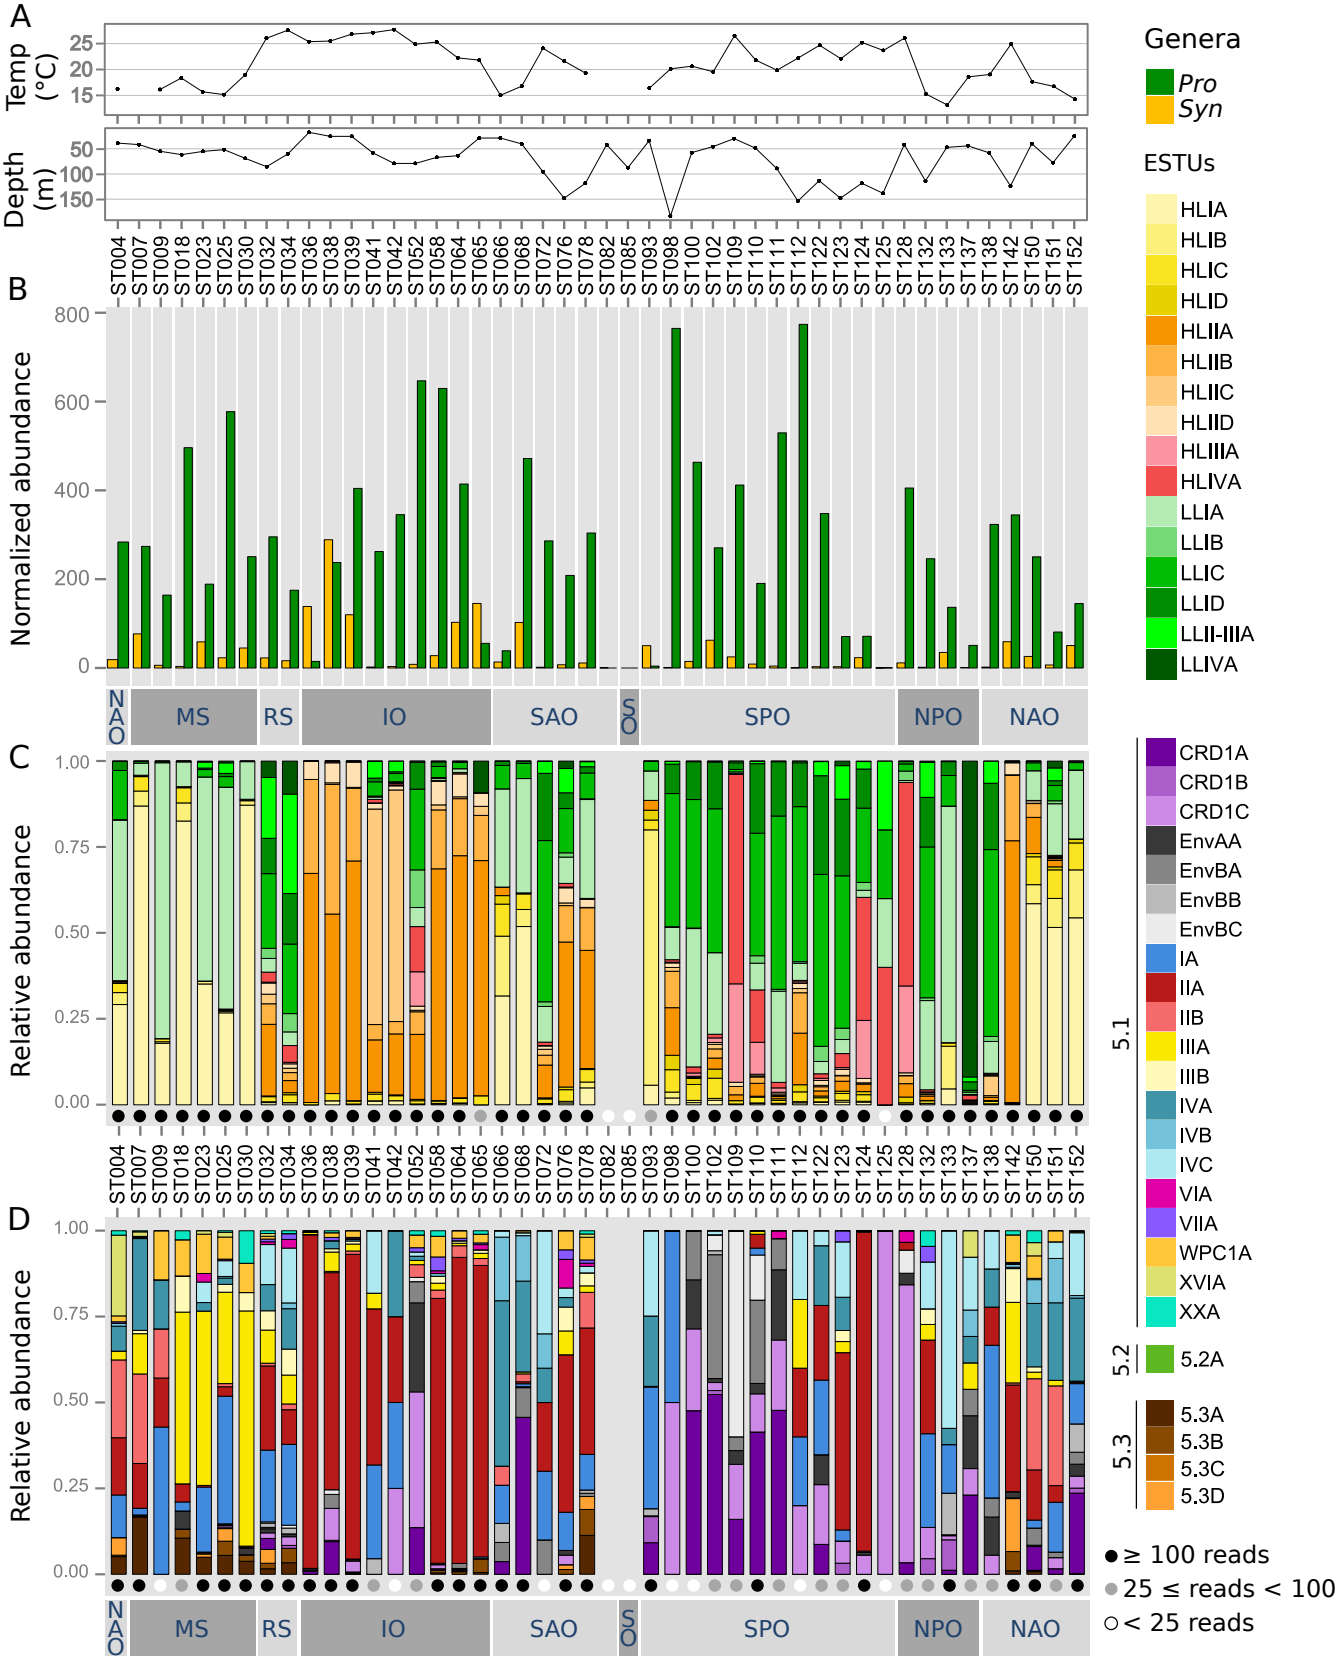 A
Temp
(°C)
25
20
15
Depth
(m)
50
100
150
ST004 ST007 ST009 ST018 ST023 ST025 ST030 ST032 ST034 ST036 ST038 ST039 ST041 ST042 ST052 ST058 ST064 ST065 ST066 ST068 ST072 ST076 ST078 ST082 ST085 ST093 ST098 ST100 ST102 ST109 ST110 ST111 ST112 ST122 ST123 ST124 ST125 ST128 ST132 ST133 ST137 ST138 ST142 ST150 ST151 ST152
B
Normalized abundance
800
600
400
200
0
NAO MS RS IO SAO SO SPO NPO NAO
C
Relative abundance
1.00
0.75
0.50
0.25
0.00
ST004 ST007 ST009 ST018 ST023 ST025 ST030 ST032 ST034 ST036 ST038 ST039 ST041 ST042 ST052 ST058 ST064 ST065 ST066 ST068 ST072 ST076 ST078 ST082 ST085 ST093 ST098 ST100 ST102 ST109 ST110 ST111 ST112 ST122 ST123 ST124 ST125 ST128 ST132 ST133 ST137 ST138 ST142 ST150 ST151 ST152
D
Relative abundance
1.00
0.75
0.50
0.25
0.00
NAO MS RS IO SAO SO SPO NPO NAO
Genera
Pro
Syn
ESTUs
HLIA
HLIB
HLIC
HLID
HLIIA
HLIIB
HLIIC
HLIID
HLIIIA
HLIVA
LLIA
LLIB
LLIC
LLID
LLII-IIIA
LLIVA
5.1
CRD1A
CRD1B
CRD1C
EnvAA
EnvBA
EnvBB
EnvBC
IA
IIA
IIB
IIIA
IIIB
IVA
IVB
IVC
VIA
VIIA
WPC1A
XVIA
XXA
5.2
5.2A
5.3
5.3A
5.3B
5.3C
5.3D
≥ 100 reads
25 ≤ reads < 100
< 25 reads